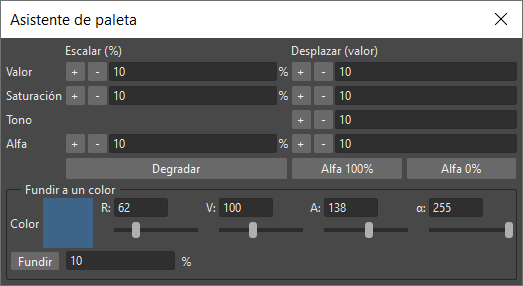 Asistente de paleta
Escalar (%) Desplazar (valor)
Valor + - 10 % + - 10
Saturación + - 10 % + - 10
Tono + - 10
Alfa + - 10 % + - 10
Degradar Alfa 100% Alfa 0%
Fundir a un color
Color R: 62 V: 100 A: 138 α: 255
Fundir 10 %